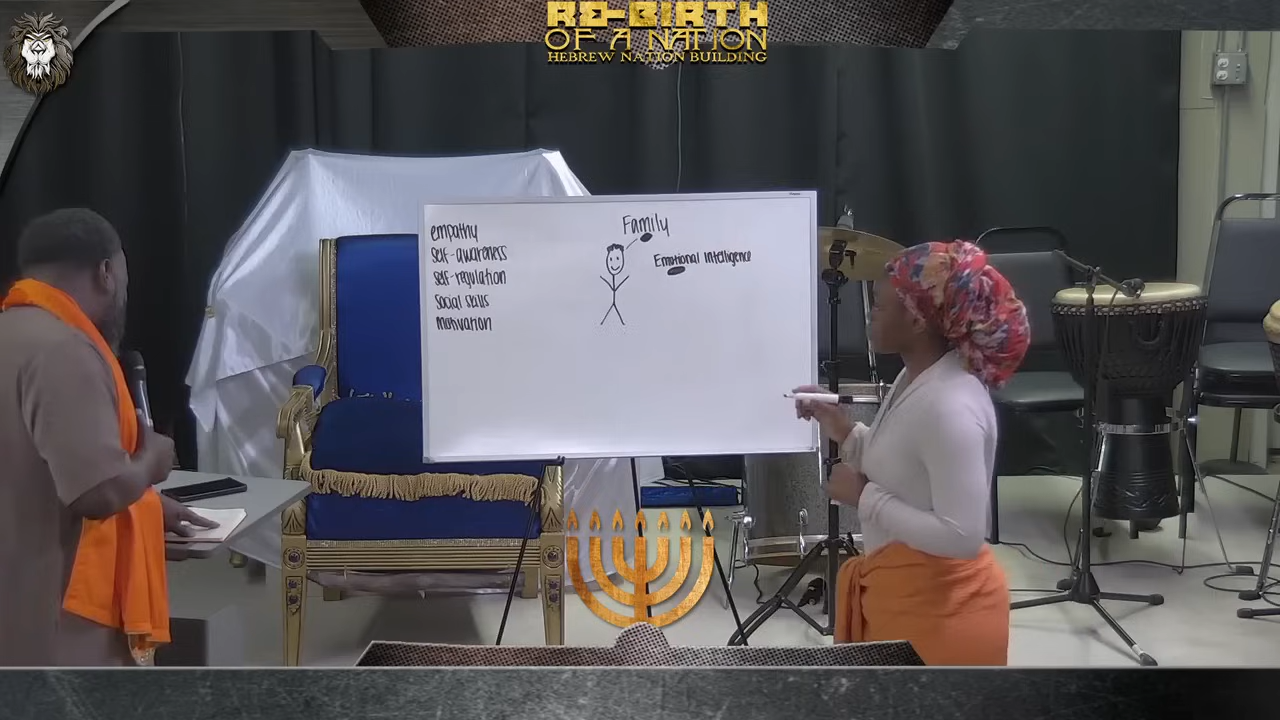 RE-BIRTH
OF A NATION
HEBREW NATION BUILDING
empathy
self-awareness
self-regulation
social skills
motivation
Family
Emotional Intelligence